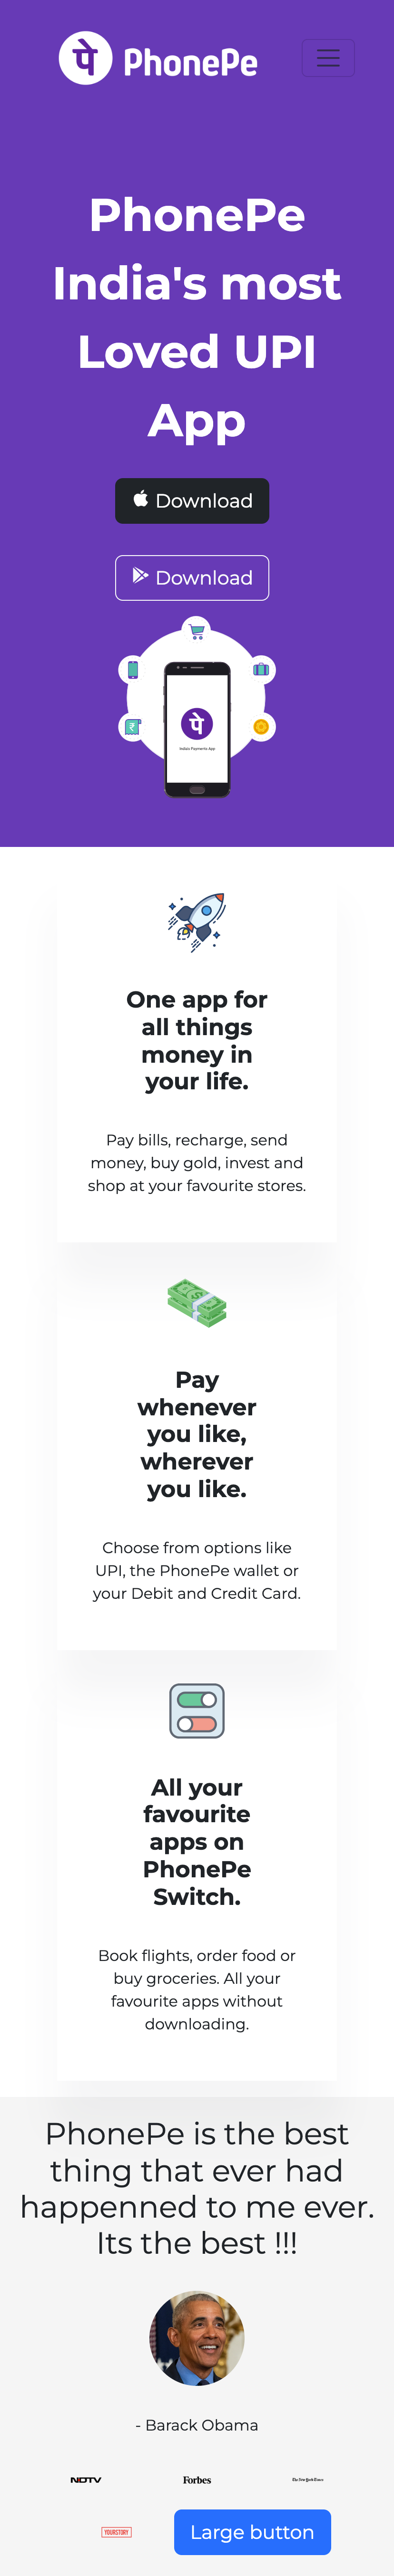 पे PhonePe
PhonePe
India's most
Loved UPI
App
Download
Download
₹
पे
India's Payments App
One app for
all things
money in
your life.
Pay bills, recharge, send
money, buy gold, invest and
shop at your favourite stores.
Pay
whenever
you like,
wherever
you like.
Choose from options like
UPI, the PhonePe wallet or
your Debit and Credit Card.
All your
favourite
apps on
PhonePe
Switch.
Book flights, order food or
buy groceries. All your
favourite apps without
downloading.
PhonePe is the best
thing that ever had
happenned to me ever.
Its the best !!!
- Barack Obama
NDTV Forbes The New York Times
YOURSTORY Large button